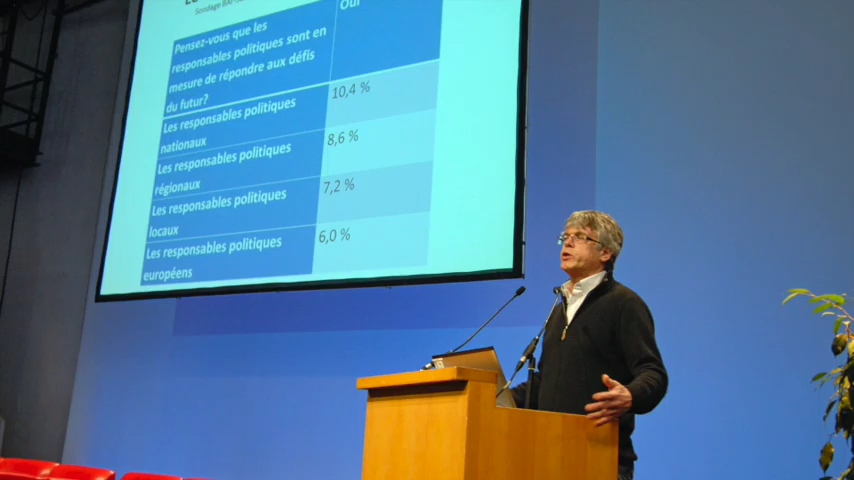 Sondage
Oui
Pensez-vous que les
responsables politiques sont en
mesure de répondre aux défis
du futur?
Les responsables politiques
nationaux
10,4 %
Les responsables politiques
régionaux
8,6 %
Les responsables politiques
locaux
7,2 %
Les responsables politiques
européens
6,0 %